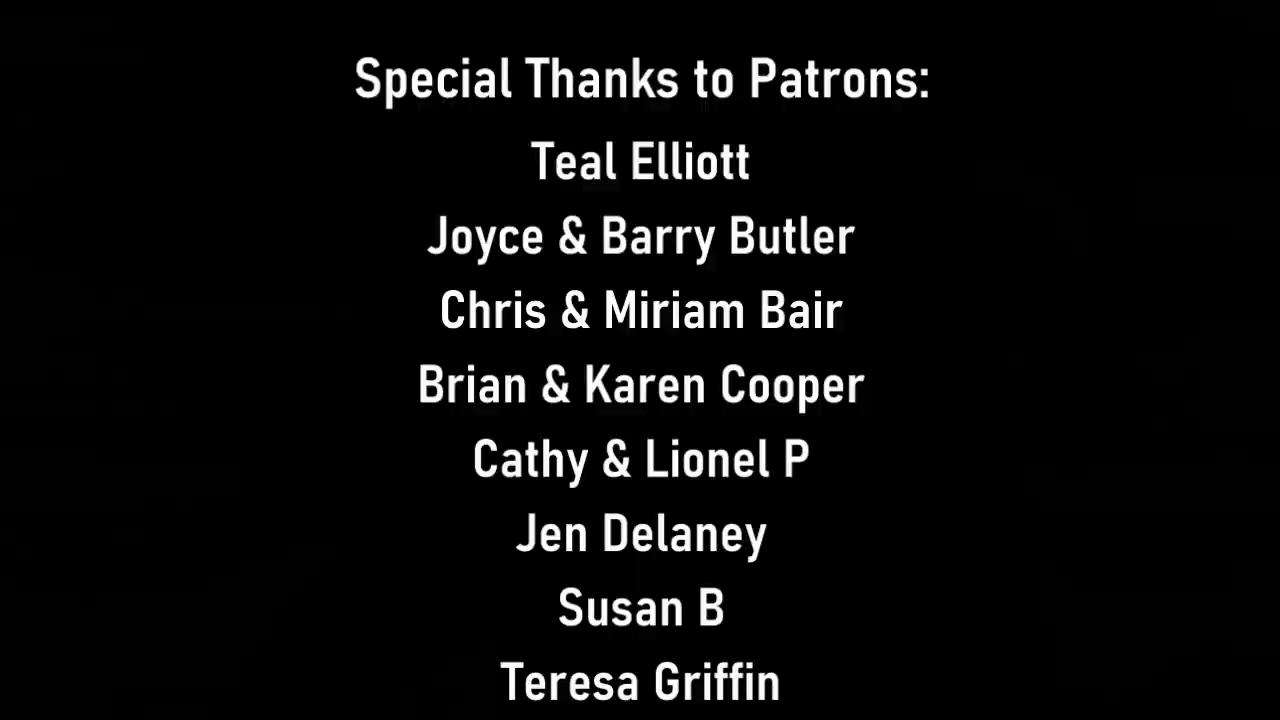 Special Thanks to Patrons:
Teal Elliott
Joyce & Barry Butler
Chris & Miriam Bair
Brian & Karen Cooper
Cathy & Lionel P
Jen Delaney
Susan B
Teresa Griffin